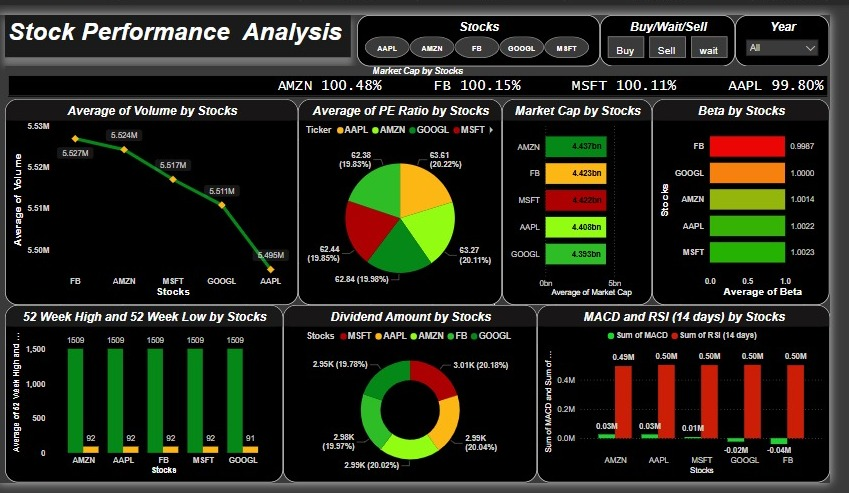 Stock Performance Analysis
Stocks
AAPL AMZN FB GOOGL MSFT
Buy/Wait/Sell
Buy Sell wait
Year
All
Market Cap by Stocks
AMZN 100.48% FB 100.15% MSFT 100.11% AAPL 99.80%
Average of Volume by Stocks
Average of Volume
5.53M
5.52M
5.51M
5.50M
5.527M
5.524M
5.517M
5.511M
5.495M
FB AMZN MSFT GOOGL AAPL
Stocks
Average of PE Ratio by Stocks
Ticker AAPL AMZN GOOGL MSFT
62.38
(19.83%)
63.61
(20.22%)
62.44
(19.85%)
63.27
(20.11%)
62.84 (19.98%)
Market Cap by Stocks
AMZN 4.437bn
FB 4.423bn
MSFT 4.422bn
AAPL 4.408bn
GOOGL 4.393bn
0bn 5bn
Average of Market Cap
Beta by Stocks
Stocks
FB 0.9987
GOOGL 1.0000
AMZN 1.0014
AAPL 1.0022
MSFT 1.0023
0.0 0.5 1.0
Average of Beta
52 Week High and 52 Week Low by Stocks
Average of 52 Week High and ...
1,500
1,000
500
0
1509 92 1509 92 1509 92 1509 92 1509 91
AMZN AAPL FB MSFT GOOGL
Stocks
Dividend Amount by Stocks
Stocks MSFT AAPL AMZN FB GOOGL
2.95K (19.78%)
3.01K (20.18%)
2.98K
(19.97%)
2.99K
(20.04%)
2.99K (20.02%)
MACD and RSI (14 days) by Stocks
Sum of MACD Sum of RSI (14 days)
Sum of MACD and Sum of ...
0.4M
0.2M
0.0M
0.49M 0.50M 0.50M 0.50M 0.50M
0.03M 0.03M 0.01M -0.02M -0.04M
AMZN AAPL MSFT GOOGL FB
Stocks